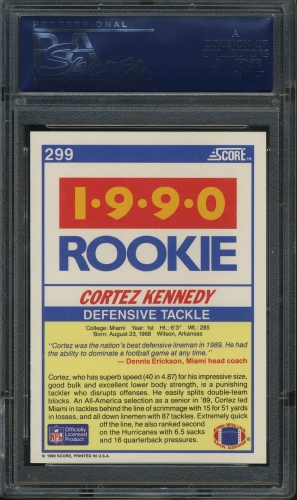 PROFESSIONAL
PSA
299
SCORE™
1·9·9·0
ROOKIE
CORTEZ KENNEDY
DEFENSIVE TACKLE
College: Miami Year: 1st Ht.: 6'3" Wt.: 285
Born: August 23, 1968 Wilson, Arkansas
"Cortez was the nation's best defensive lineman in 1989. He had
the ability to dominate a football game at any time."
— Dennis Erickson, Miami head coach
Cortez, who has superb speed (40 in 4.87) for his impressive size,
good bulk and excellent lower body strength, is a punishing
tackler who disrupts offenses. He easily splits double-team
blocks. An All-America selection as a senior in '89, Cortez led
Miami in tackles behind the line of scrimmage with 15 for 51 yards
in losses, and all down linemen with 87 tackles. Extremely quick
off the line, he also ranked second
on the Hurricanes with 6.5 sacks
and 16 quarterback pressures.
Officially
Licensed
Product
© 1990 SCORE, PRINTED IN U.S.A.